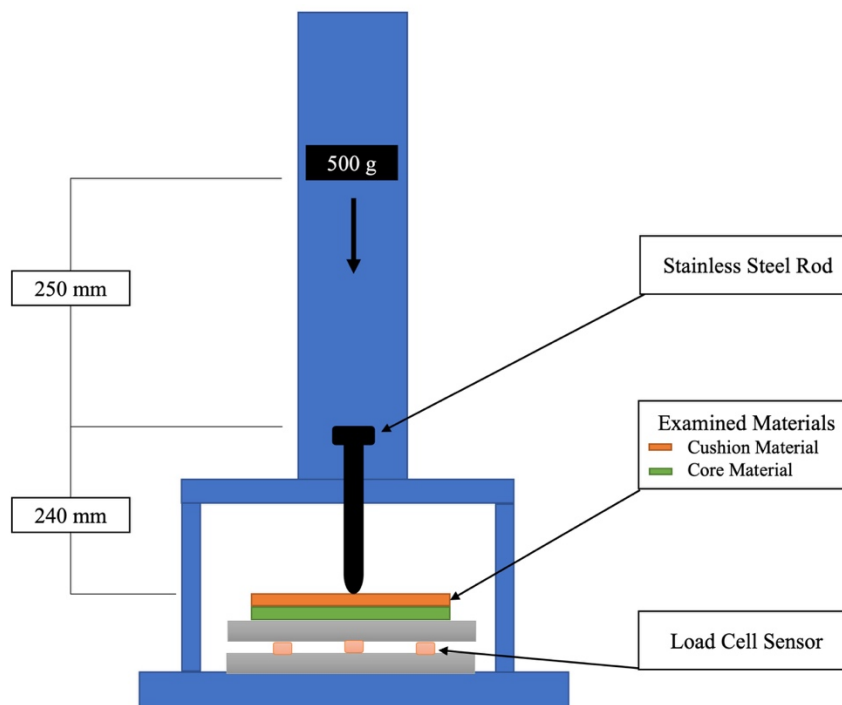 500 g
250 mm
Stainless Steel Rod
Examined Materials
Cushion Material
Core Material
240 mm
Load Cell Sensor